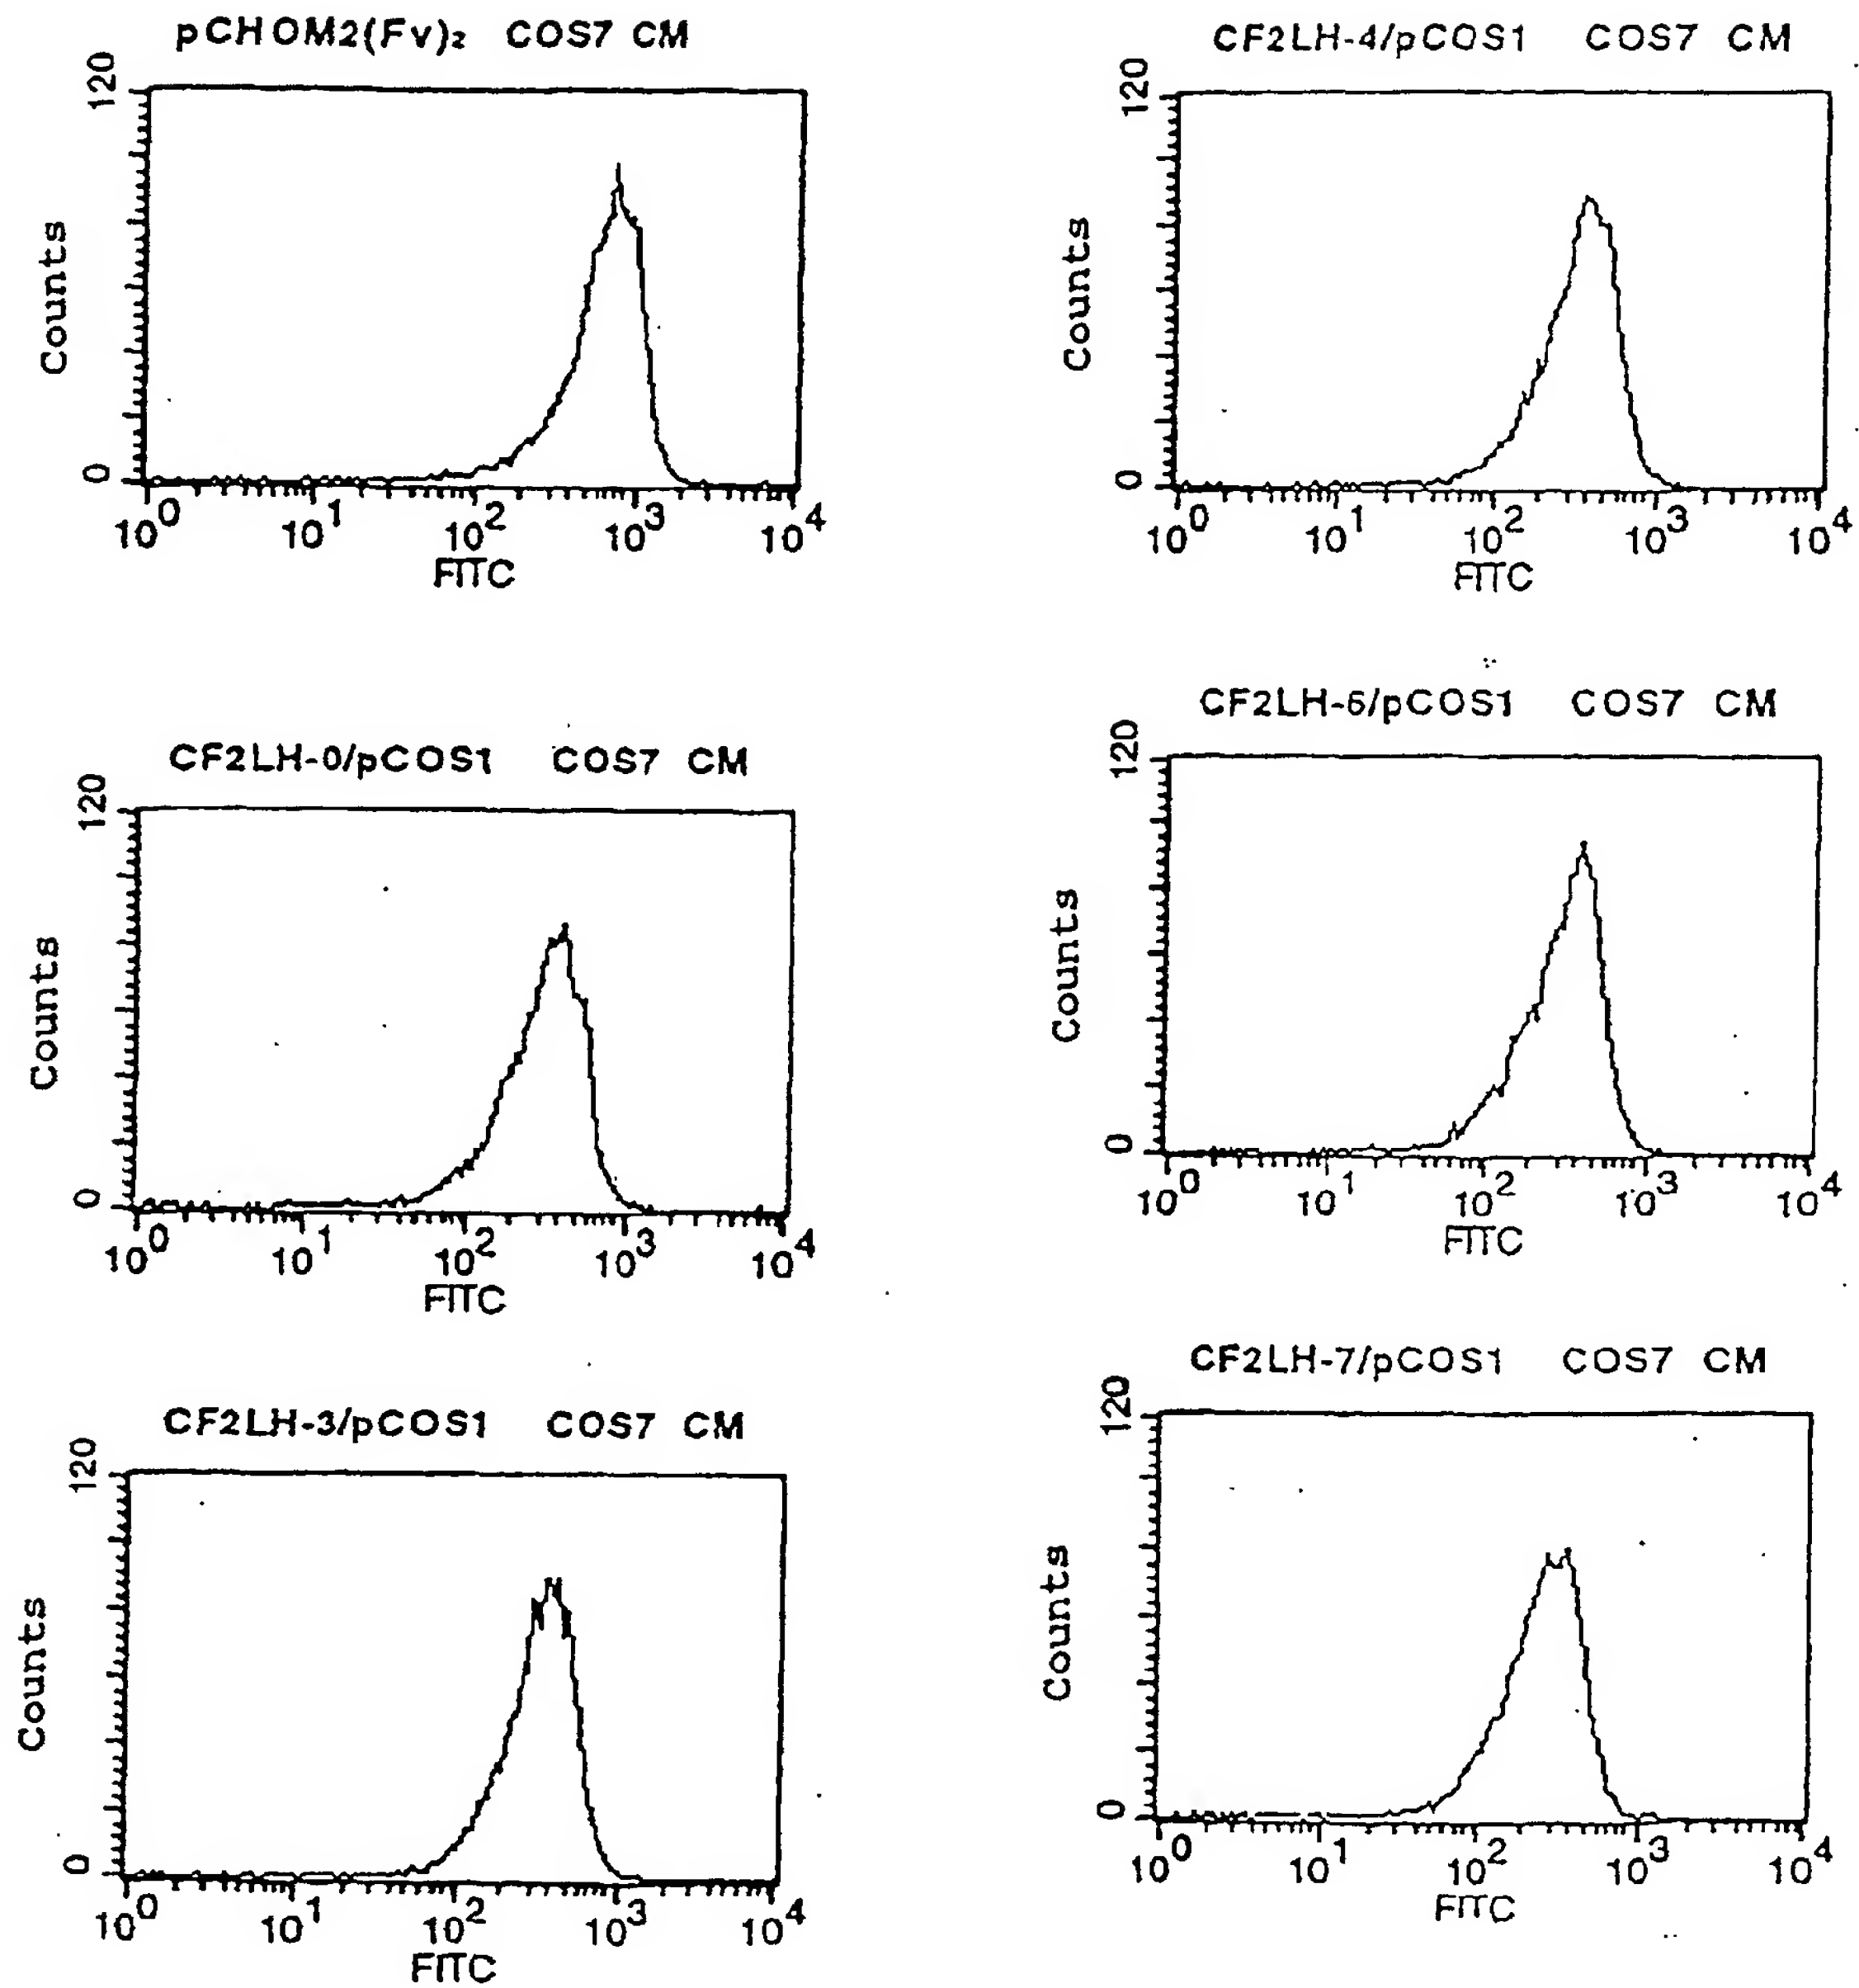 pCHOM2(Fv)₂ COS7 CM
120
Counts
0
10⁰ 10¹ 10² 10³ 10⁴
FITC
CF2LH-0/pCOS1 COS7 CM
120
Counts
0
10⁰ 10¹ 10² 10³ 10⁴
FITC
CF2LH-3/pCOS1 COS7 CM
120
Counts
0
10⁰ 10¹ 10² 10³ 10⁴
FITC
CF2LH-4/pCOS1 COS7 CM
120
Counts
0
10⁰ 10¹ 10² 10³ 10⁴
FITC
COS7 CM
120
Counts
0
10⁰ 10¹ 10² 10³ 10⁴
FITC
CF2LH-7/pCOS1 COS7 CM
120
Counts
0
10⁰ 10¹ 10² 10³ 10⁴
FITC